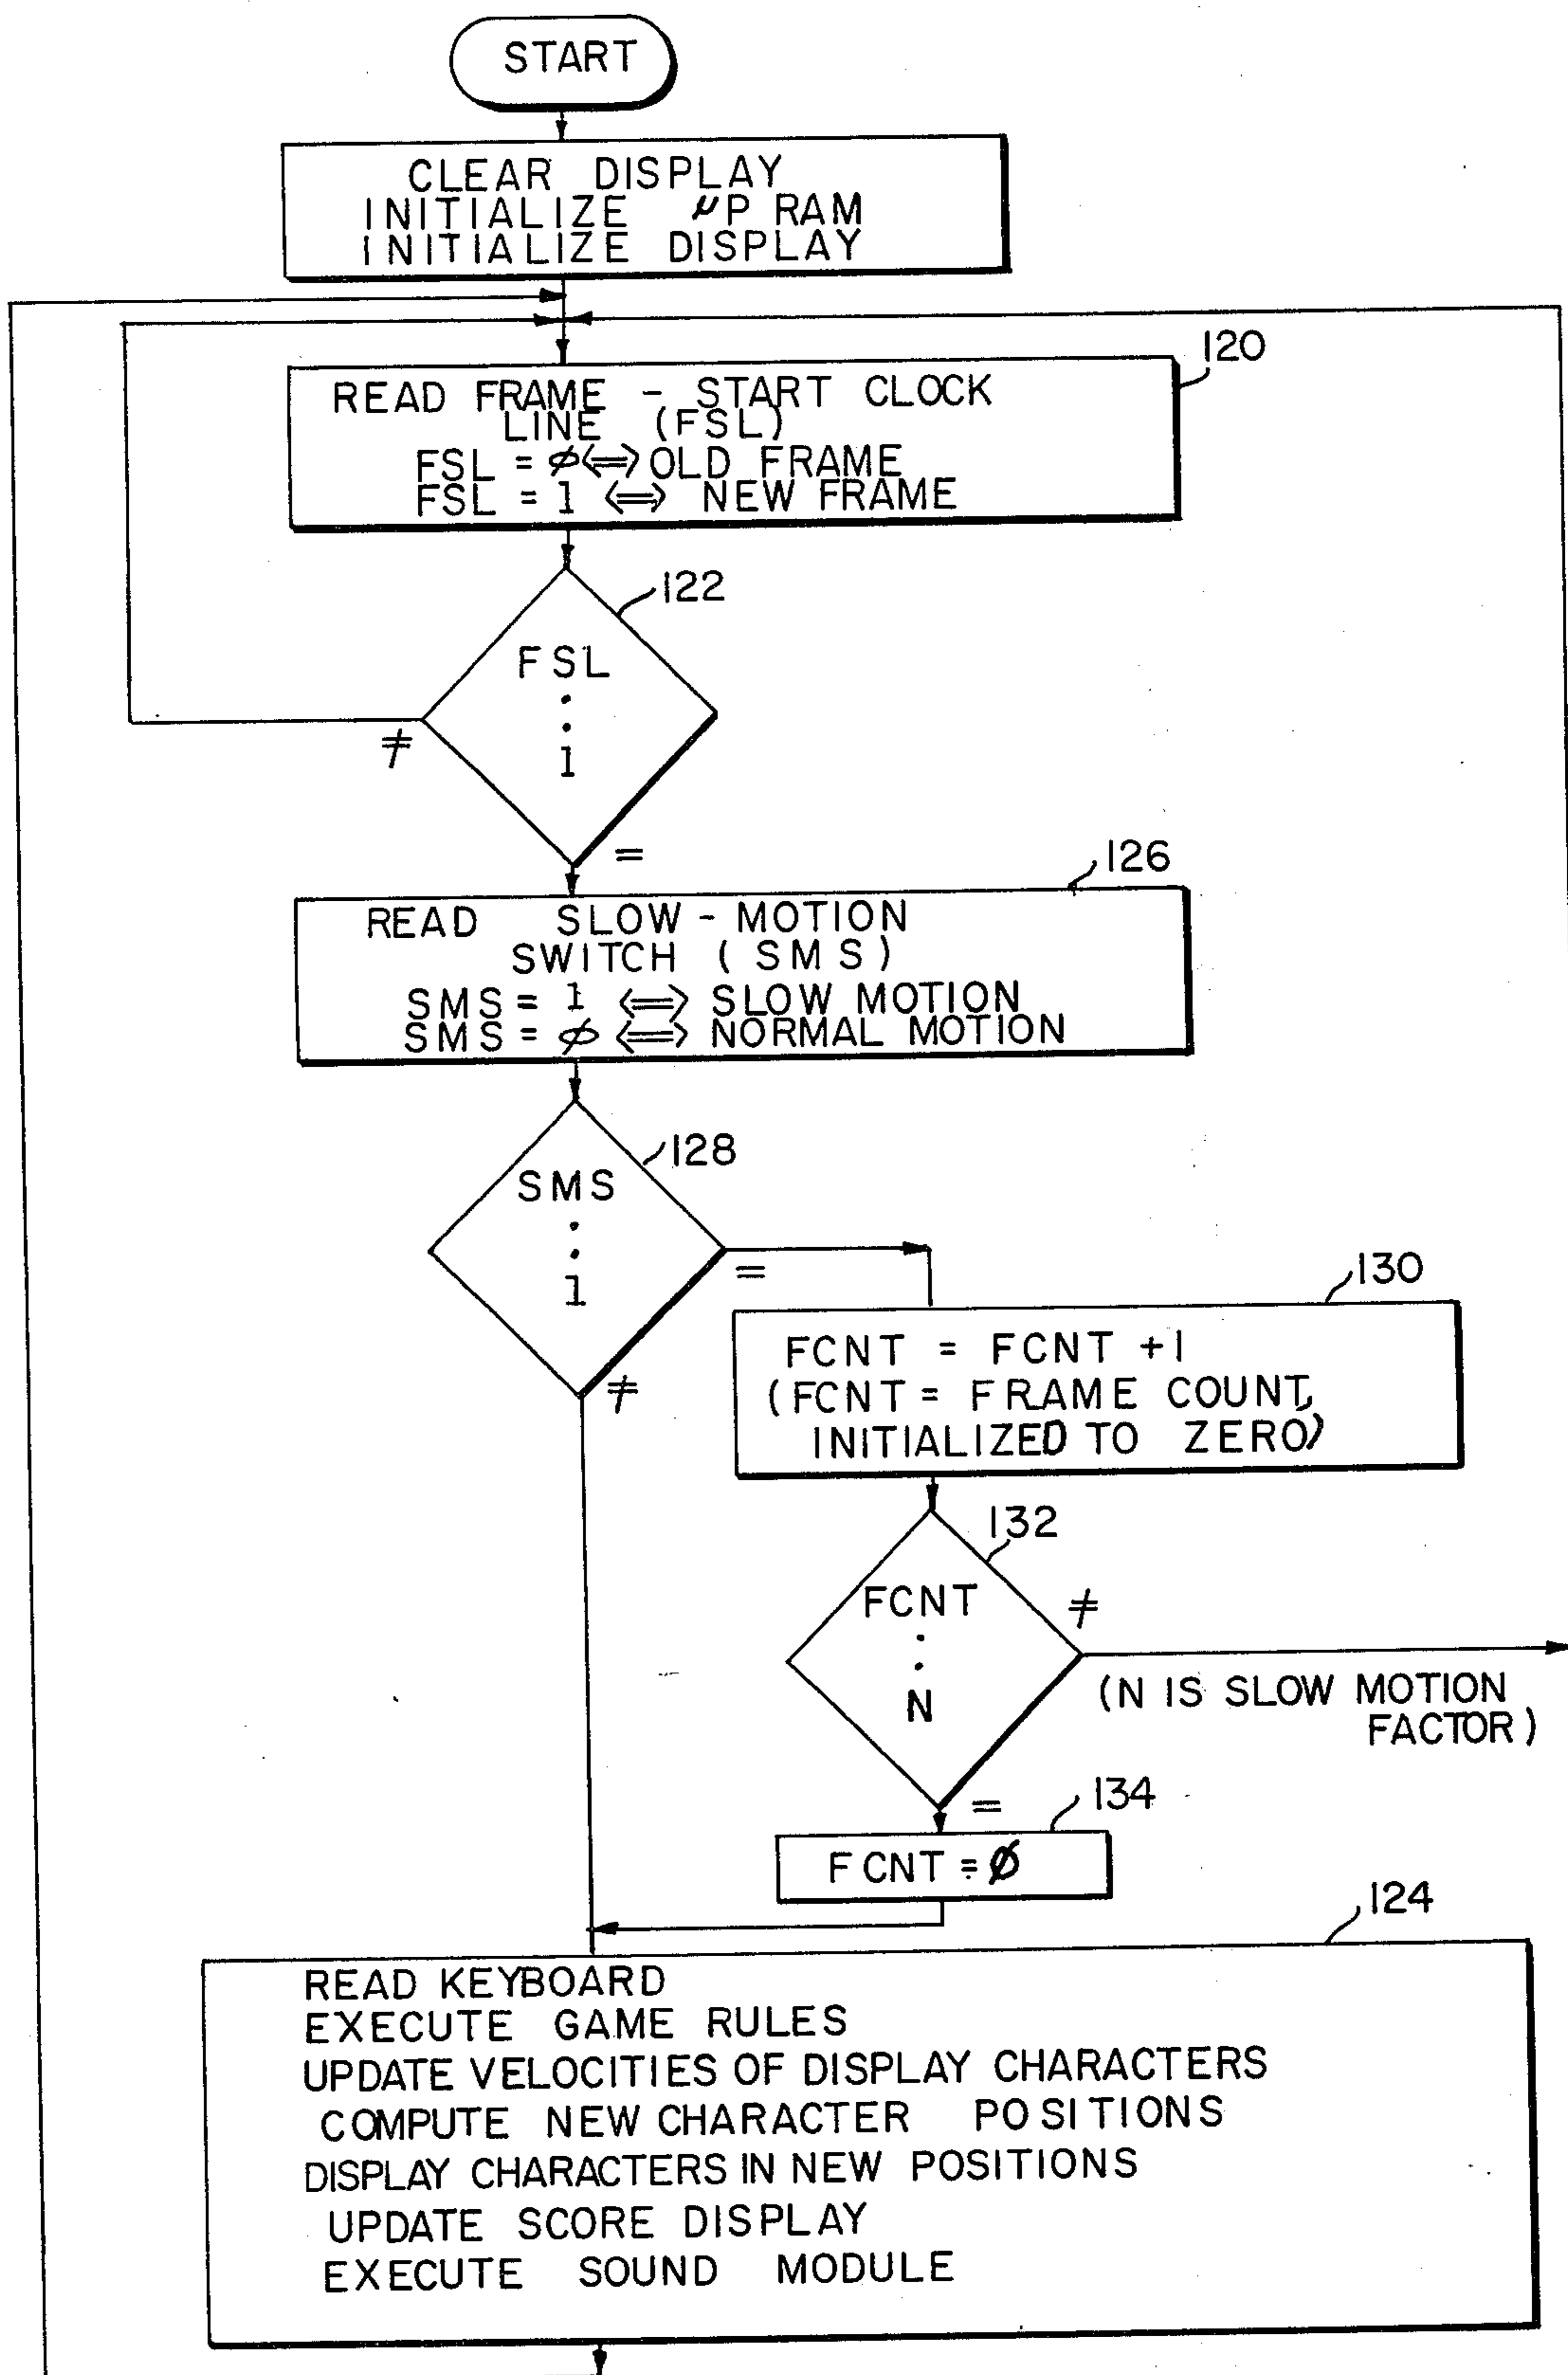 START
CLEAR DISPLAY
INITIALIZE μP RAM
INITIALIZE DISPLAY
120
READ FRAME - START CLOCK
LINE (FSL)
FSL = ϕ⟺OLD FRAME
FSL = 1 ⟺ NEW FRAME
122
FSL
:
1
≠
=
126
READ SLOW - MOTION
SWITCH (SMS)
SMS = 1 ⟺ SLOW MOTION
SMS = ϕ ⟺ NORMAL MOTION
128
SMS
:
1
=
≠
130
FCNT = FCNT +1
(FCNT = FRAME COUNT,
INITIALIZED TO ZERO)
132
FCNT
:
N
≠
(N IS SLOW MOTION
FACTOR)
=
134
FCNT = Ø
124
READ KEYBOARD
EXECUTE GAME RULES
UPDATE VELOCITIES OF DISPLAY CHARACTERS
COMPUTE NEW CHARACTER POSITIONS
DISPLAY CHARACTERS IN NEW POSITIONS
UPDATE SCORE DISPLAY
EXECUTE SOUND MODULE